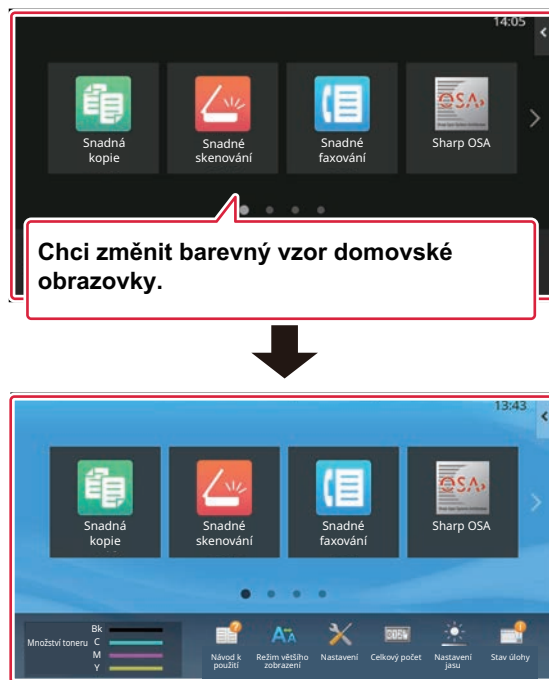 14:05
Snadná
kopie
Snadné
skenování
Snadné
faxování
Sharp OSA
Chci změnit barevný vzor domovské
obrazovky.
13:43
Snadná
kopie
Snadné
skenování
Snadné
faxování
Sharp OSA
Množství toneru
Bk
C
M
Y
Návod k
použití
Režim většího
zobrazení
Nastavení
Celkový počet
Nastavení
jasu
Stav úlohy